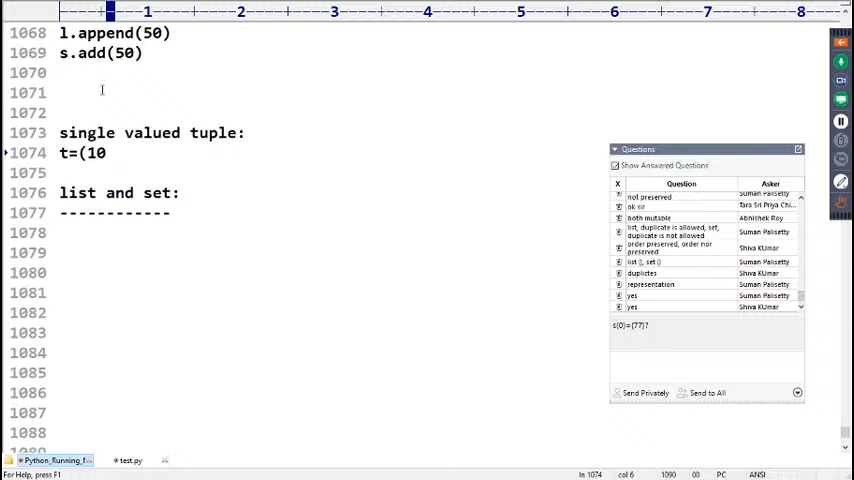 1 2 3 4 5 6 7 8
1068 l.append(50)
1069 s.add(50)
1070
1071
1072
1073 single valued tuple:
1074 t=(10
1075
1076 list and set:
1077 ------------
1078
1079
1080
1081
1082
1083
1084
1085
1086
1087
1088
Questions
Show Answered Questions
X Question Asker
not preserved Suman Palisetty
ok sir Tara Sri Priya Chi...
both mutable Abhishek Roy
list, duplicate is allowed, set, duplicate is not allowed Suman Palisetty
order preserved, order nor preserved Shiva KUmar
list [], set {} Suman Palisetty
duplictes Shiva KUmar
representation Suman Palisetty
yes Suman Palisetty
yes Shiva KUmar
s(0)={77}?
Send Privately Send to All
Python_Running_ test.py
For Help, press F1 ln 1074 col 6 1090 00 PC ANSI